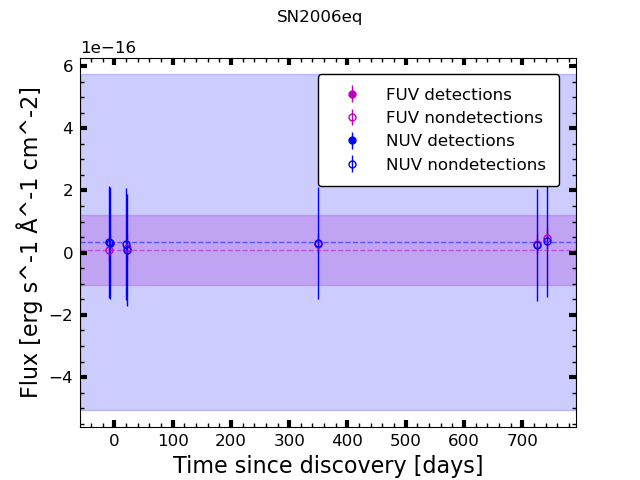 SN2006eq
1e−16
6
4
2
0
−2
−4
Flux [erg s^-1 Å^-1 cm^-2]
FUV detections
FUV nondetections
NUV detections
NUV nondetections
0 100 200 300 400 500 600 700
Time since discovery [days]